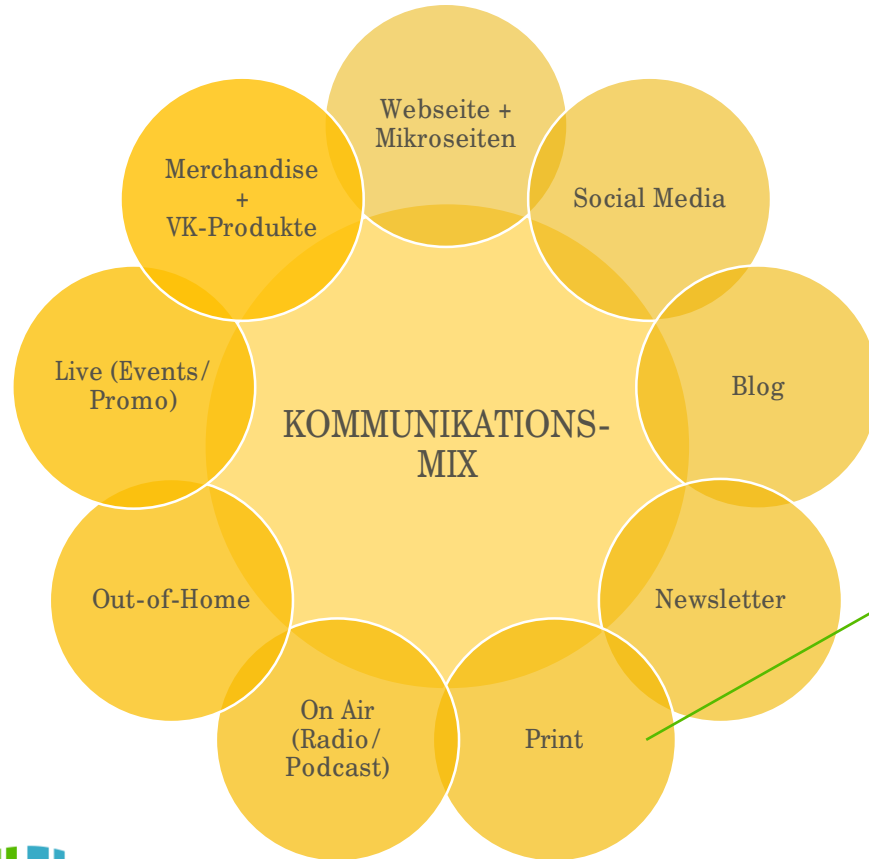 Webseite +
Mikroseiten
Social Media
Blog
Newsletter
Print
On Air
(Radio/
Podcast)
Out-of-Home
Live (Events/
Promo)
Merchandise
+
VK-Produkte
KOMMUNIKATIONS-
MIX